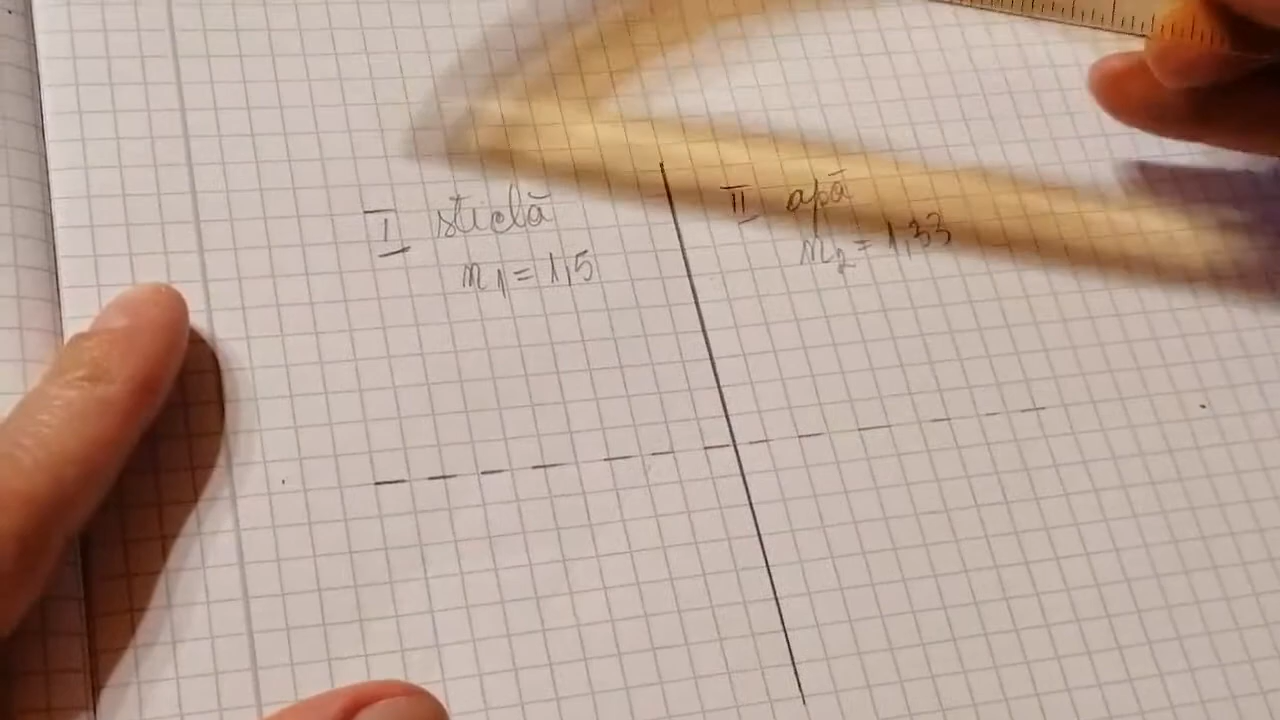 I sticlă
n1 = 1,5
II apă
n2 = 1,33